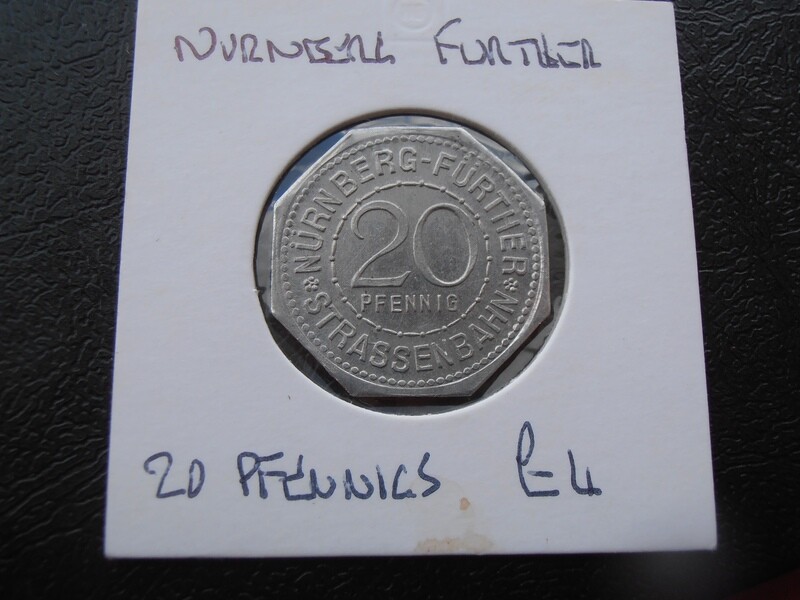 NURNBERG FURTHER
NÜRNBERG-FÜRTHER
20
PFENNIG
STRASSENBAHN
20 PFENNIGS £4